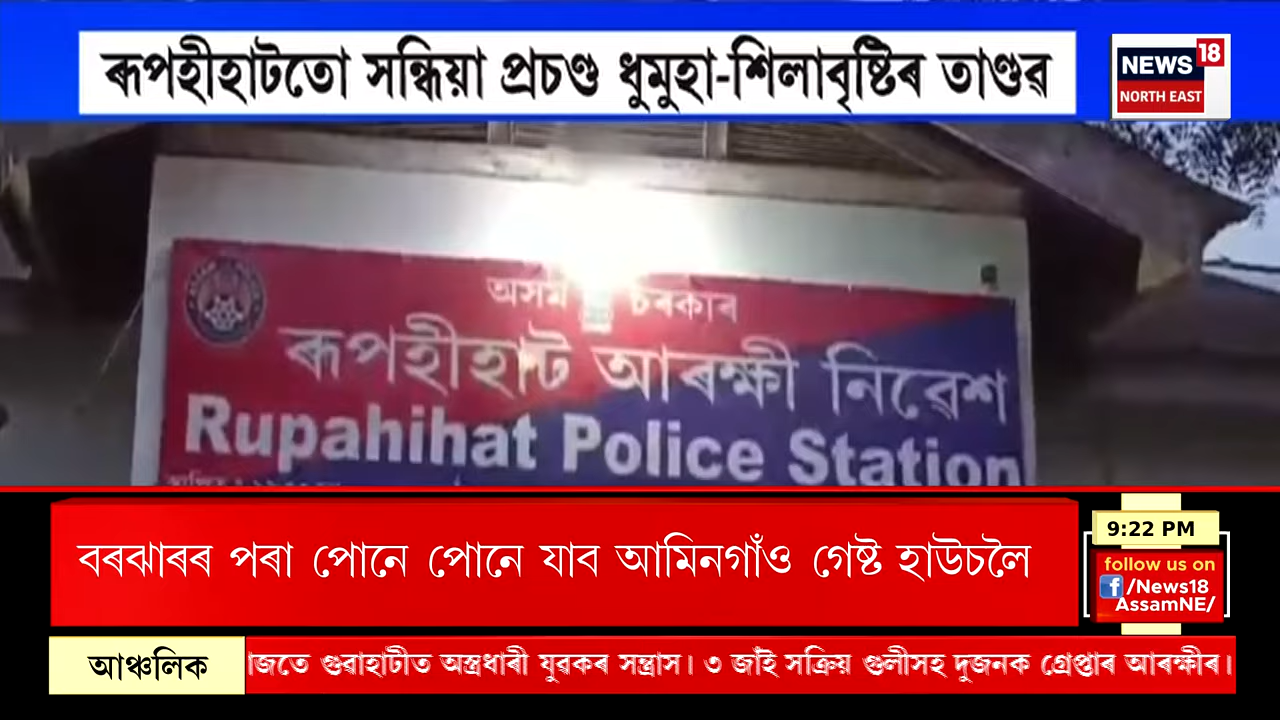 ৰূপহীহাটতো সন্ধিয়া প্ৰচণ্ড ধুমুহা-শিলাবৃষ্টিৰ তাণ্ডৱ
NEWS 18
NORTH EAST
অসম চৰকাৰ
ৰূপহীহাট আৰক্ষী নিৱেশ
Rupahihat Police Station
বৰঝাৰৰ পৰা পোনে পোনে যাব আমিনগাঁও গেষ্ট হাউচলৈ
9:22 PM
follow us on
/News18
AssamNE/
আঞ্চলিক
াজতে গুৱাহাটীত অস্ত্ৰধাৰী যুৱকৰ সন্ত্ৰাস। ৩ জাঁই সক্ৰিয় গুলীসহ দুজনক গ্ৰেপ্তাৰ আৰক্ষীৰ।